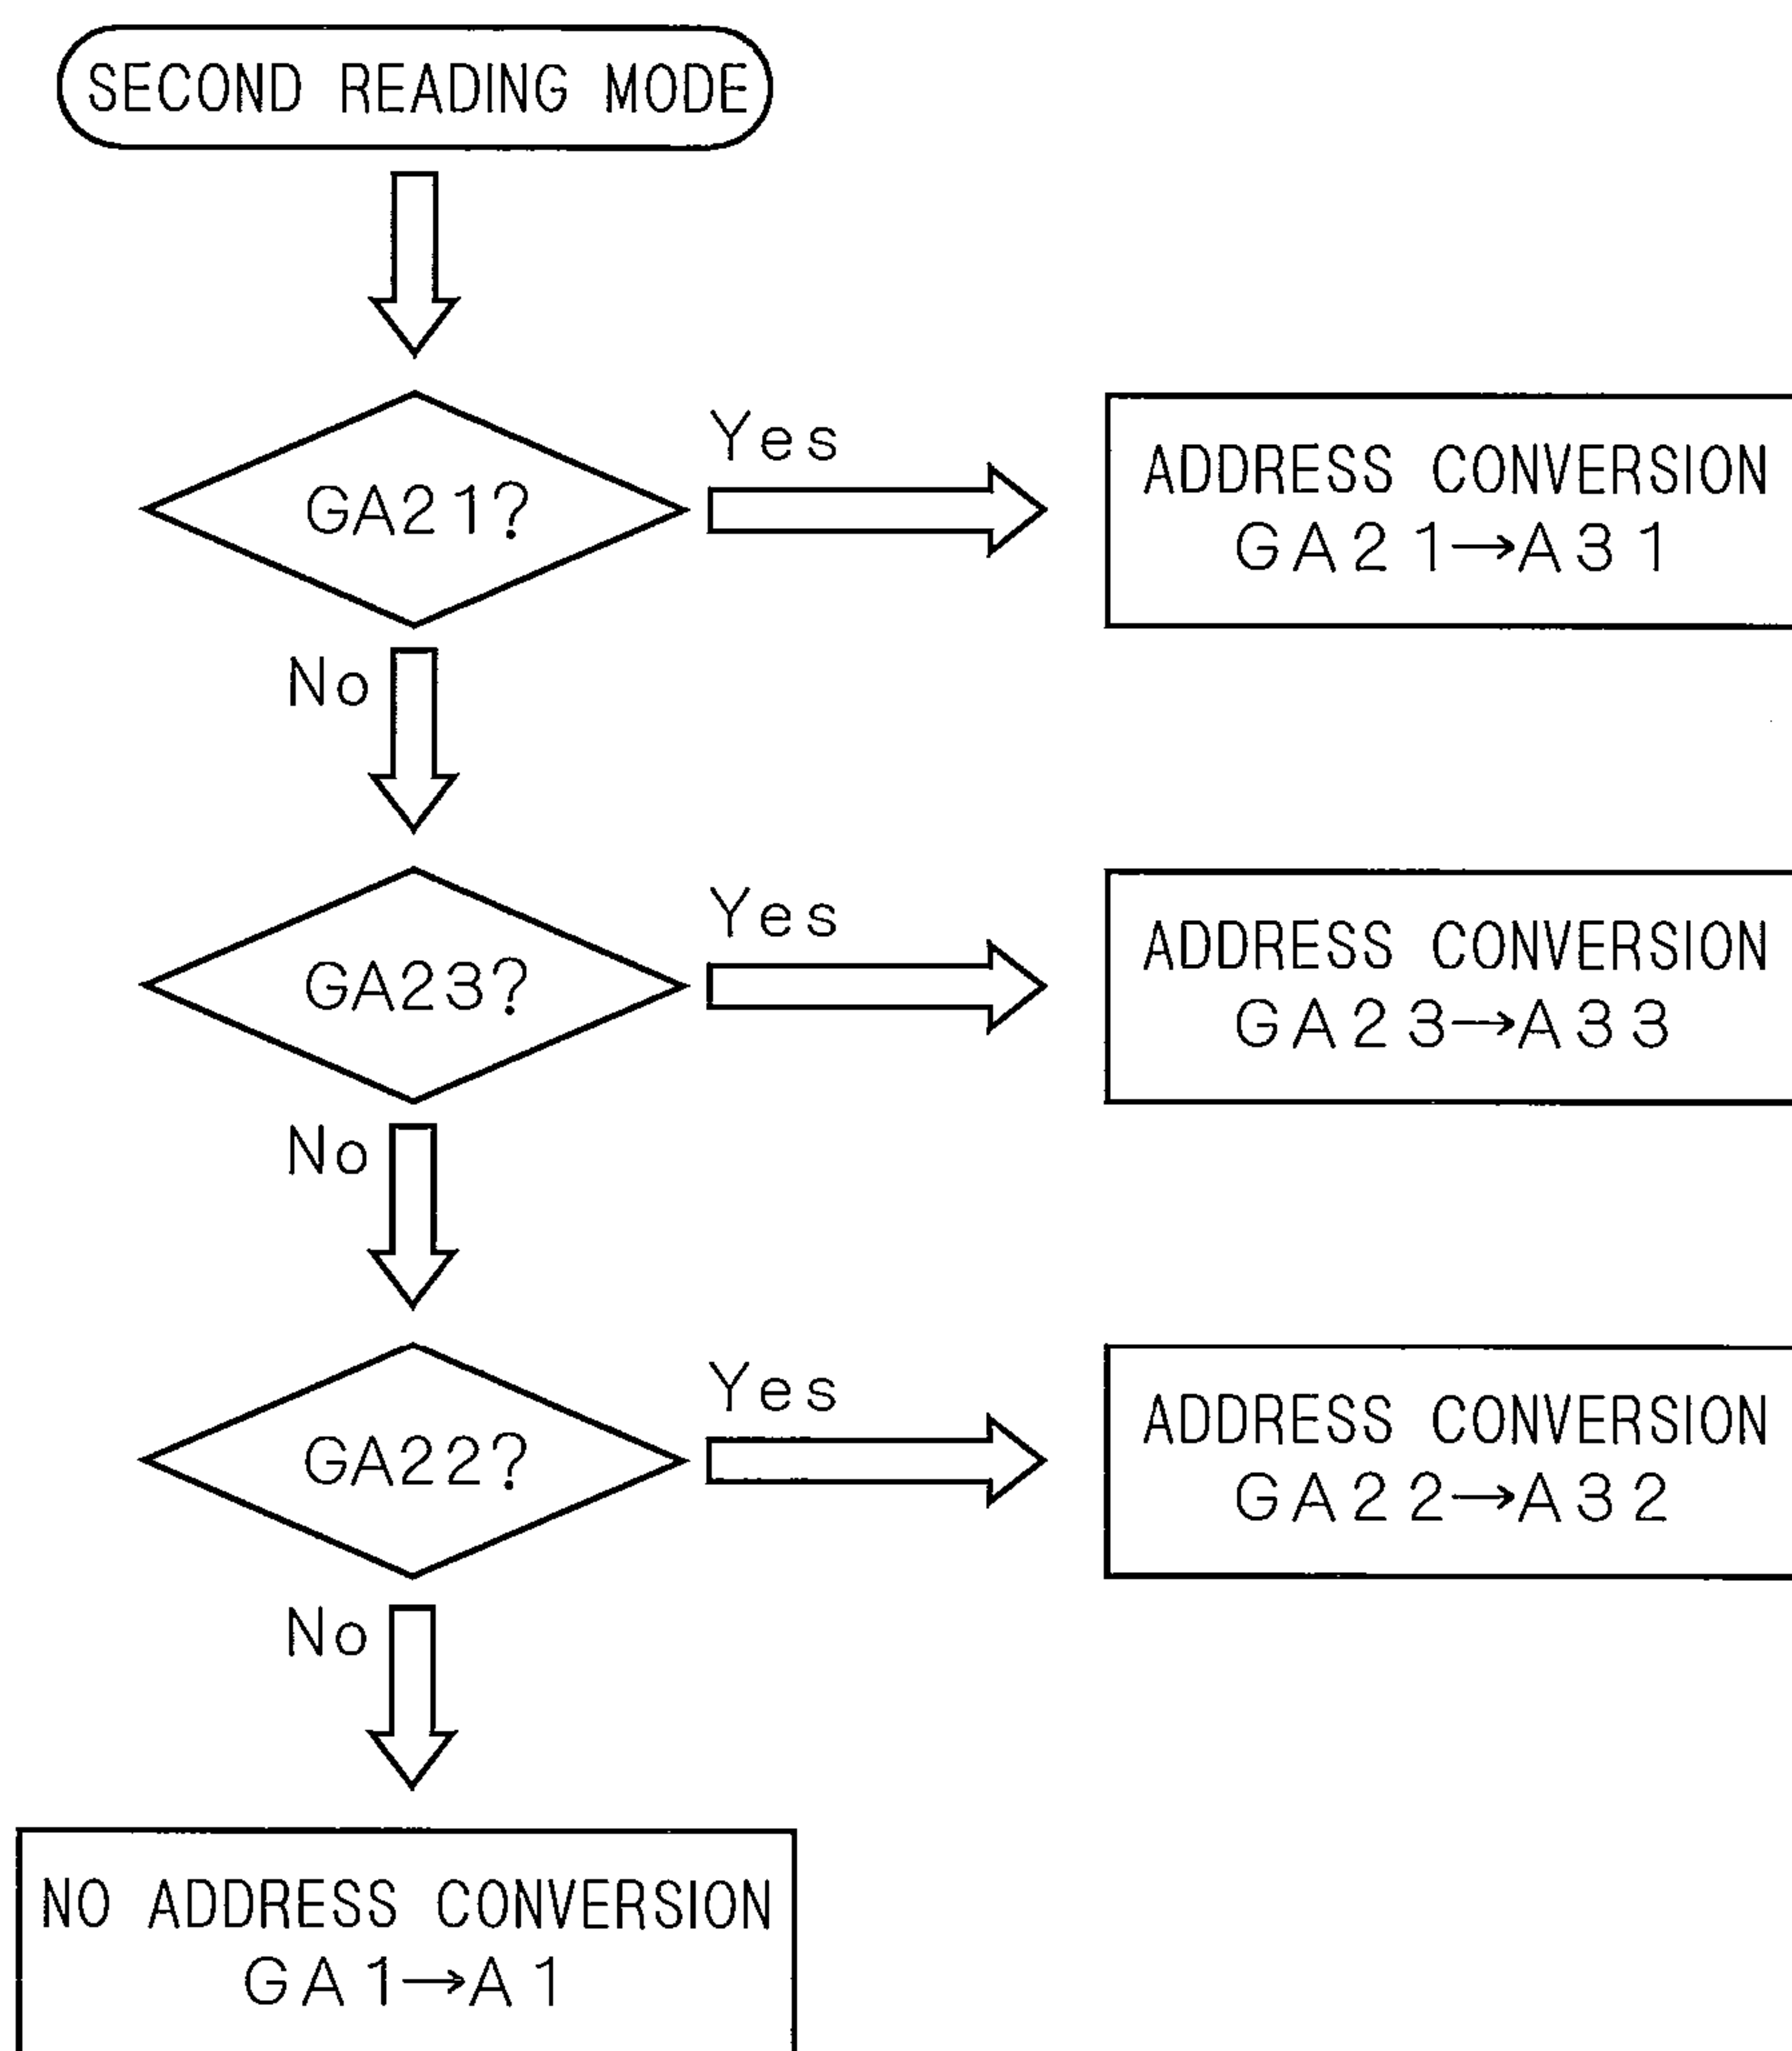 SECOND READING MODE
GA21?
Yes
ADDRESS CONVERSION
GA21→A31
No
GA23?
Yes
ADDRESS CONVERSION
GA23→A33
No
GA22?
Yes
ADDRESS CONVERSION
GA22→A32
No
NO ADDRESS CONVERSION
GA1→A1